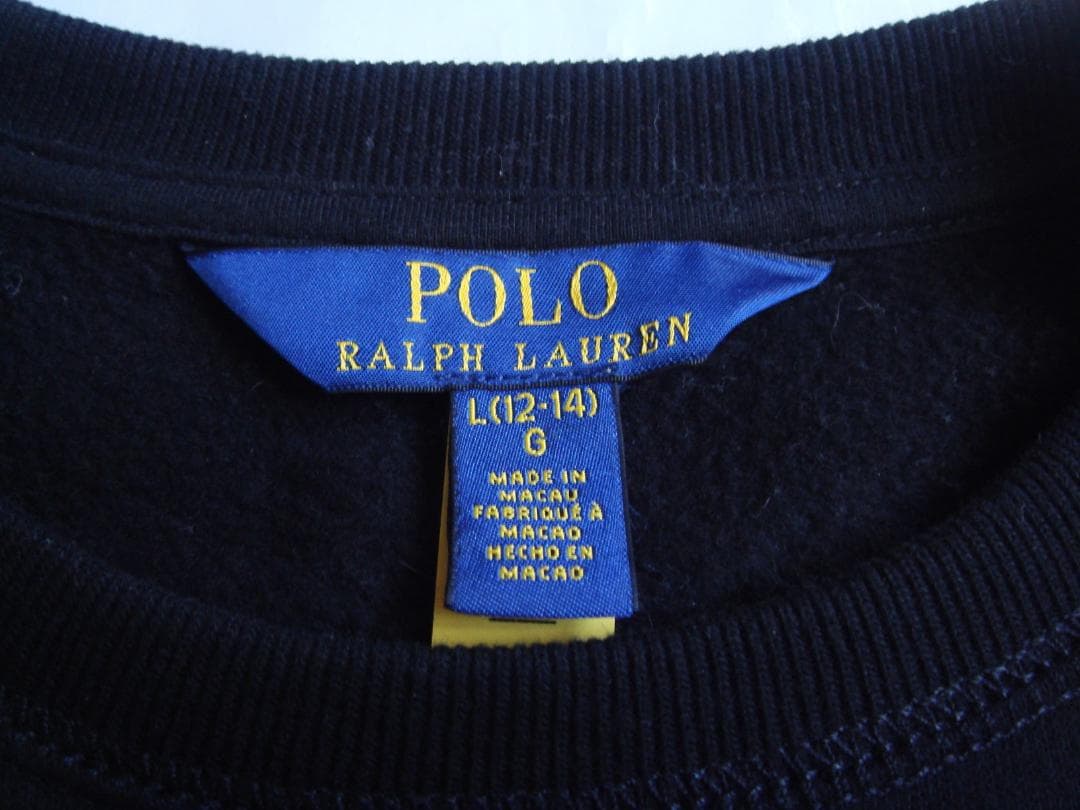 POLO
RALPH LAUREN
L(12-14)
G
MADE IN
MACAU
FABRIQUÉ À
MACAO
HECHO EN
MACAO